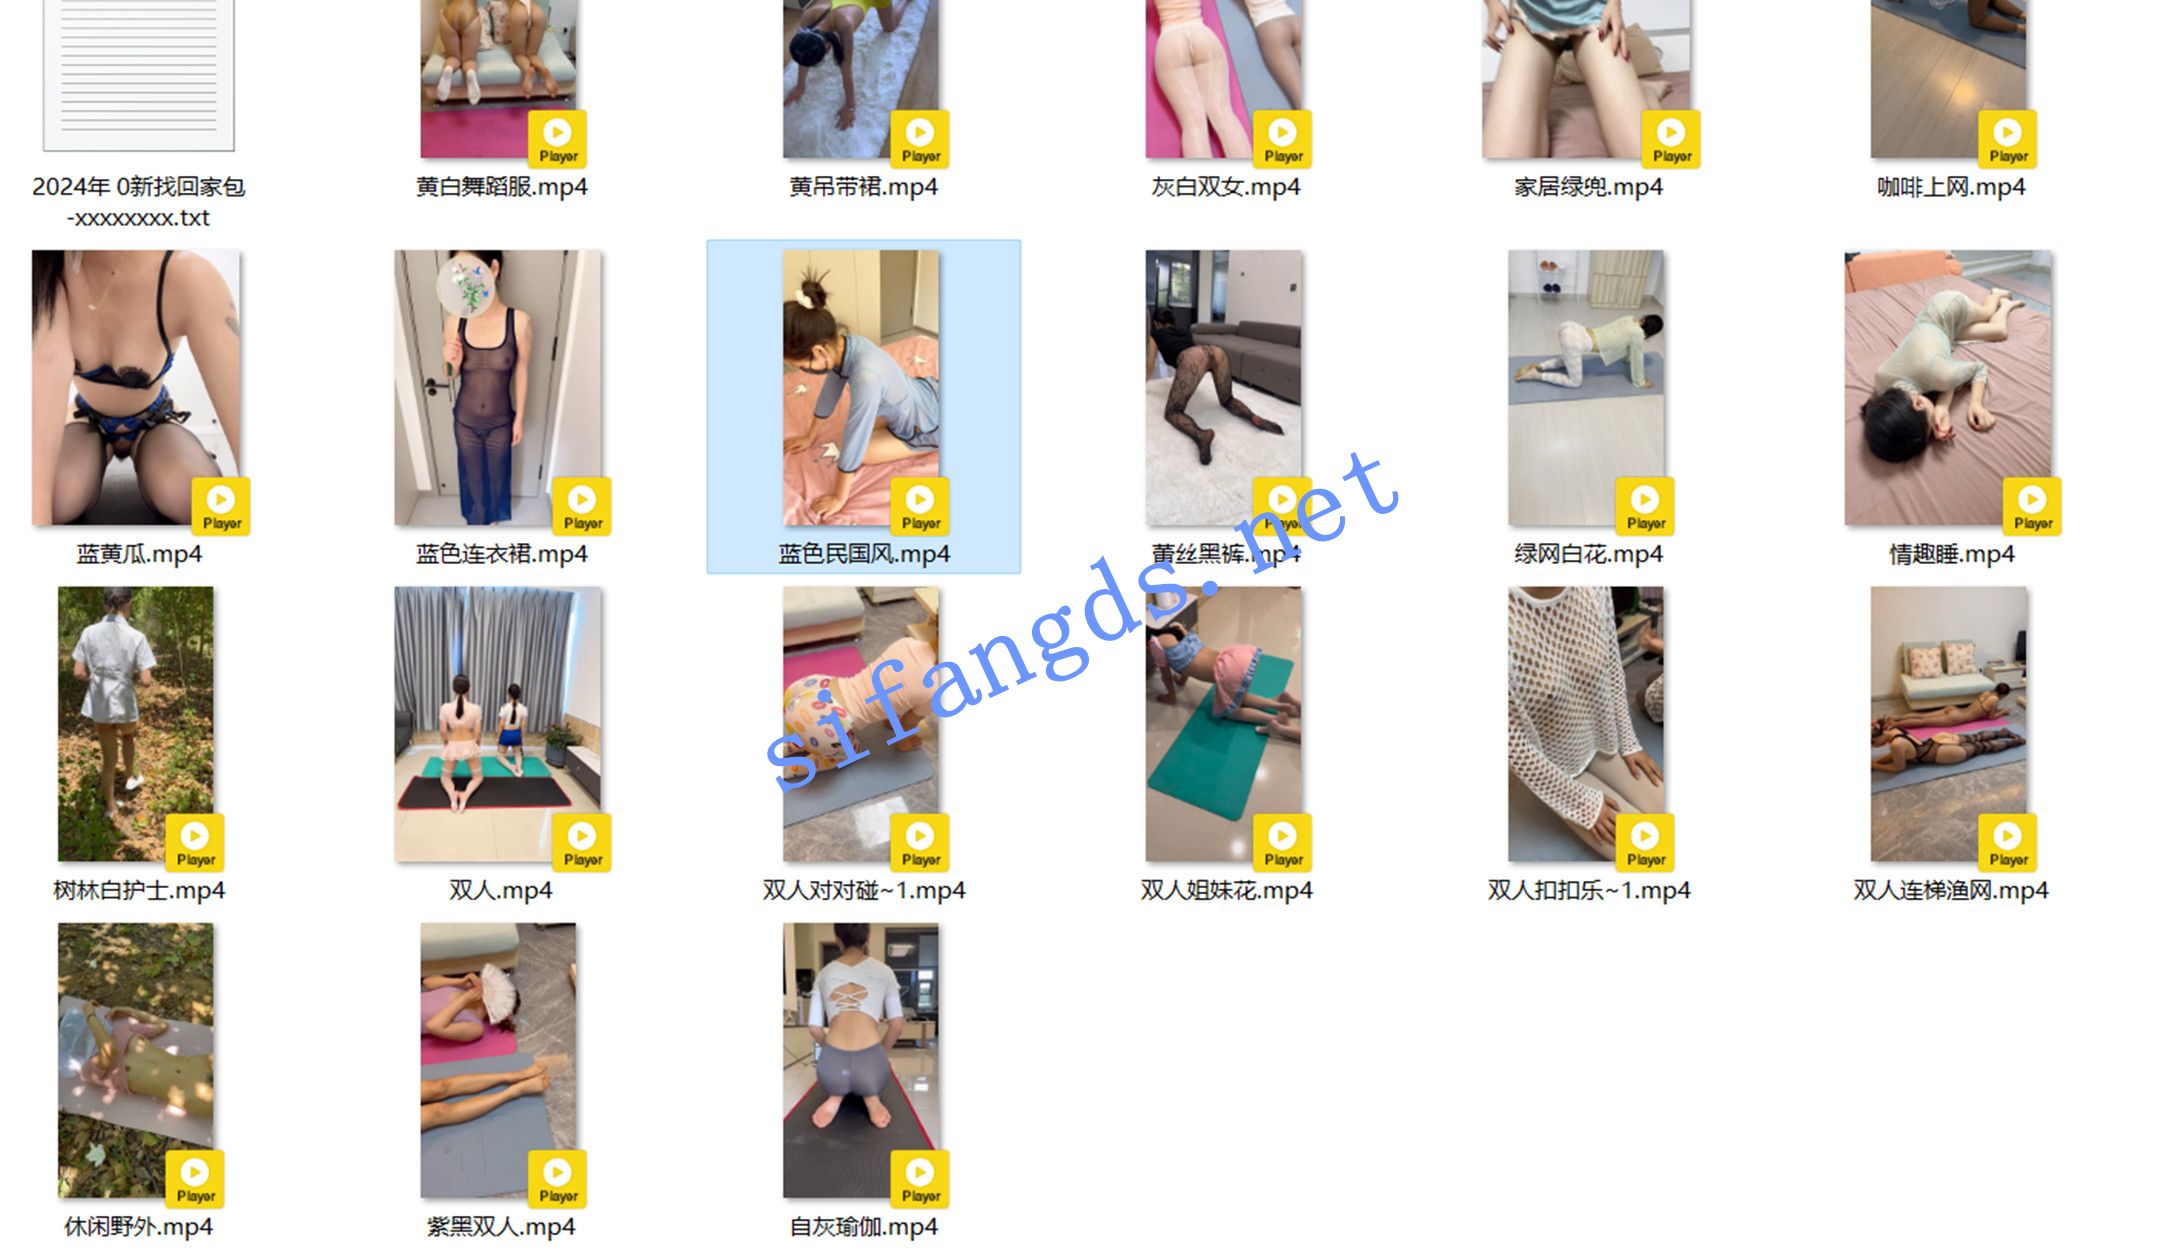 Player
Player
Player
Player
Player
2024年 0新找回家包
-xxxxxxxx.txt
黄白舞蹈服.mp4
黄吊带裙.mp4
灰白双女.mp4
家居绿兜.mp4
咖啡上网.mp4
Player
Player
Player
Player
Player
Player
蓝黄瓜.mp4
蓝色连衣裙.mp4
蓝色民国风.mp4
蕾丝黑裤.mp4
绿网白花.mp4
情趣睡.mp4
sifangds.net
Player
Player
Player
Player
Player
Player
树林白护士.mp4
双人.mp4
双人对对碰~1.mp4
双人姐妹花.mp4
双人扣扣乐~1.mp4
双人连梯渔网.mp4
Player
Player
Player
休闲野外.mp4
紫黑双人.mp4
自灰瑜伽.mp4